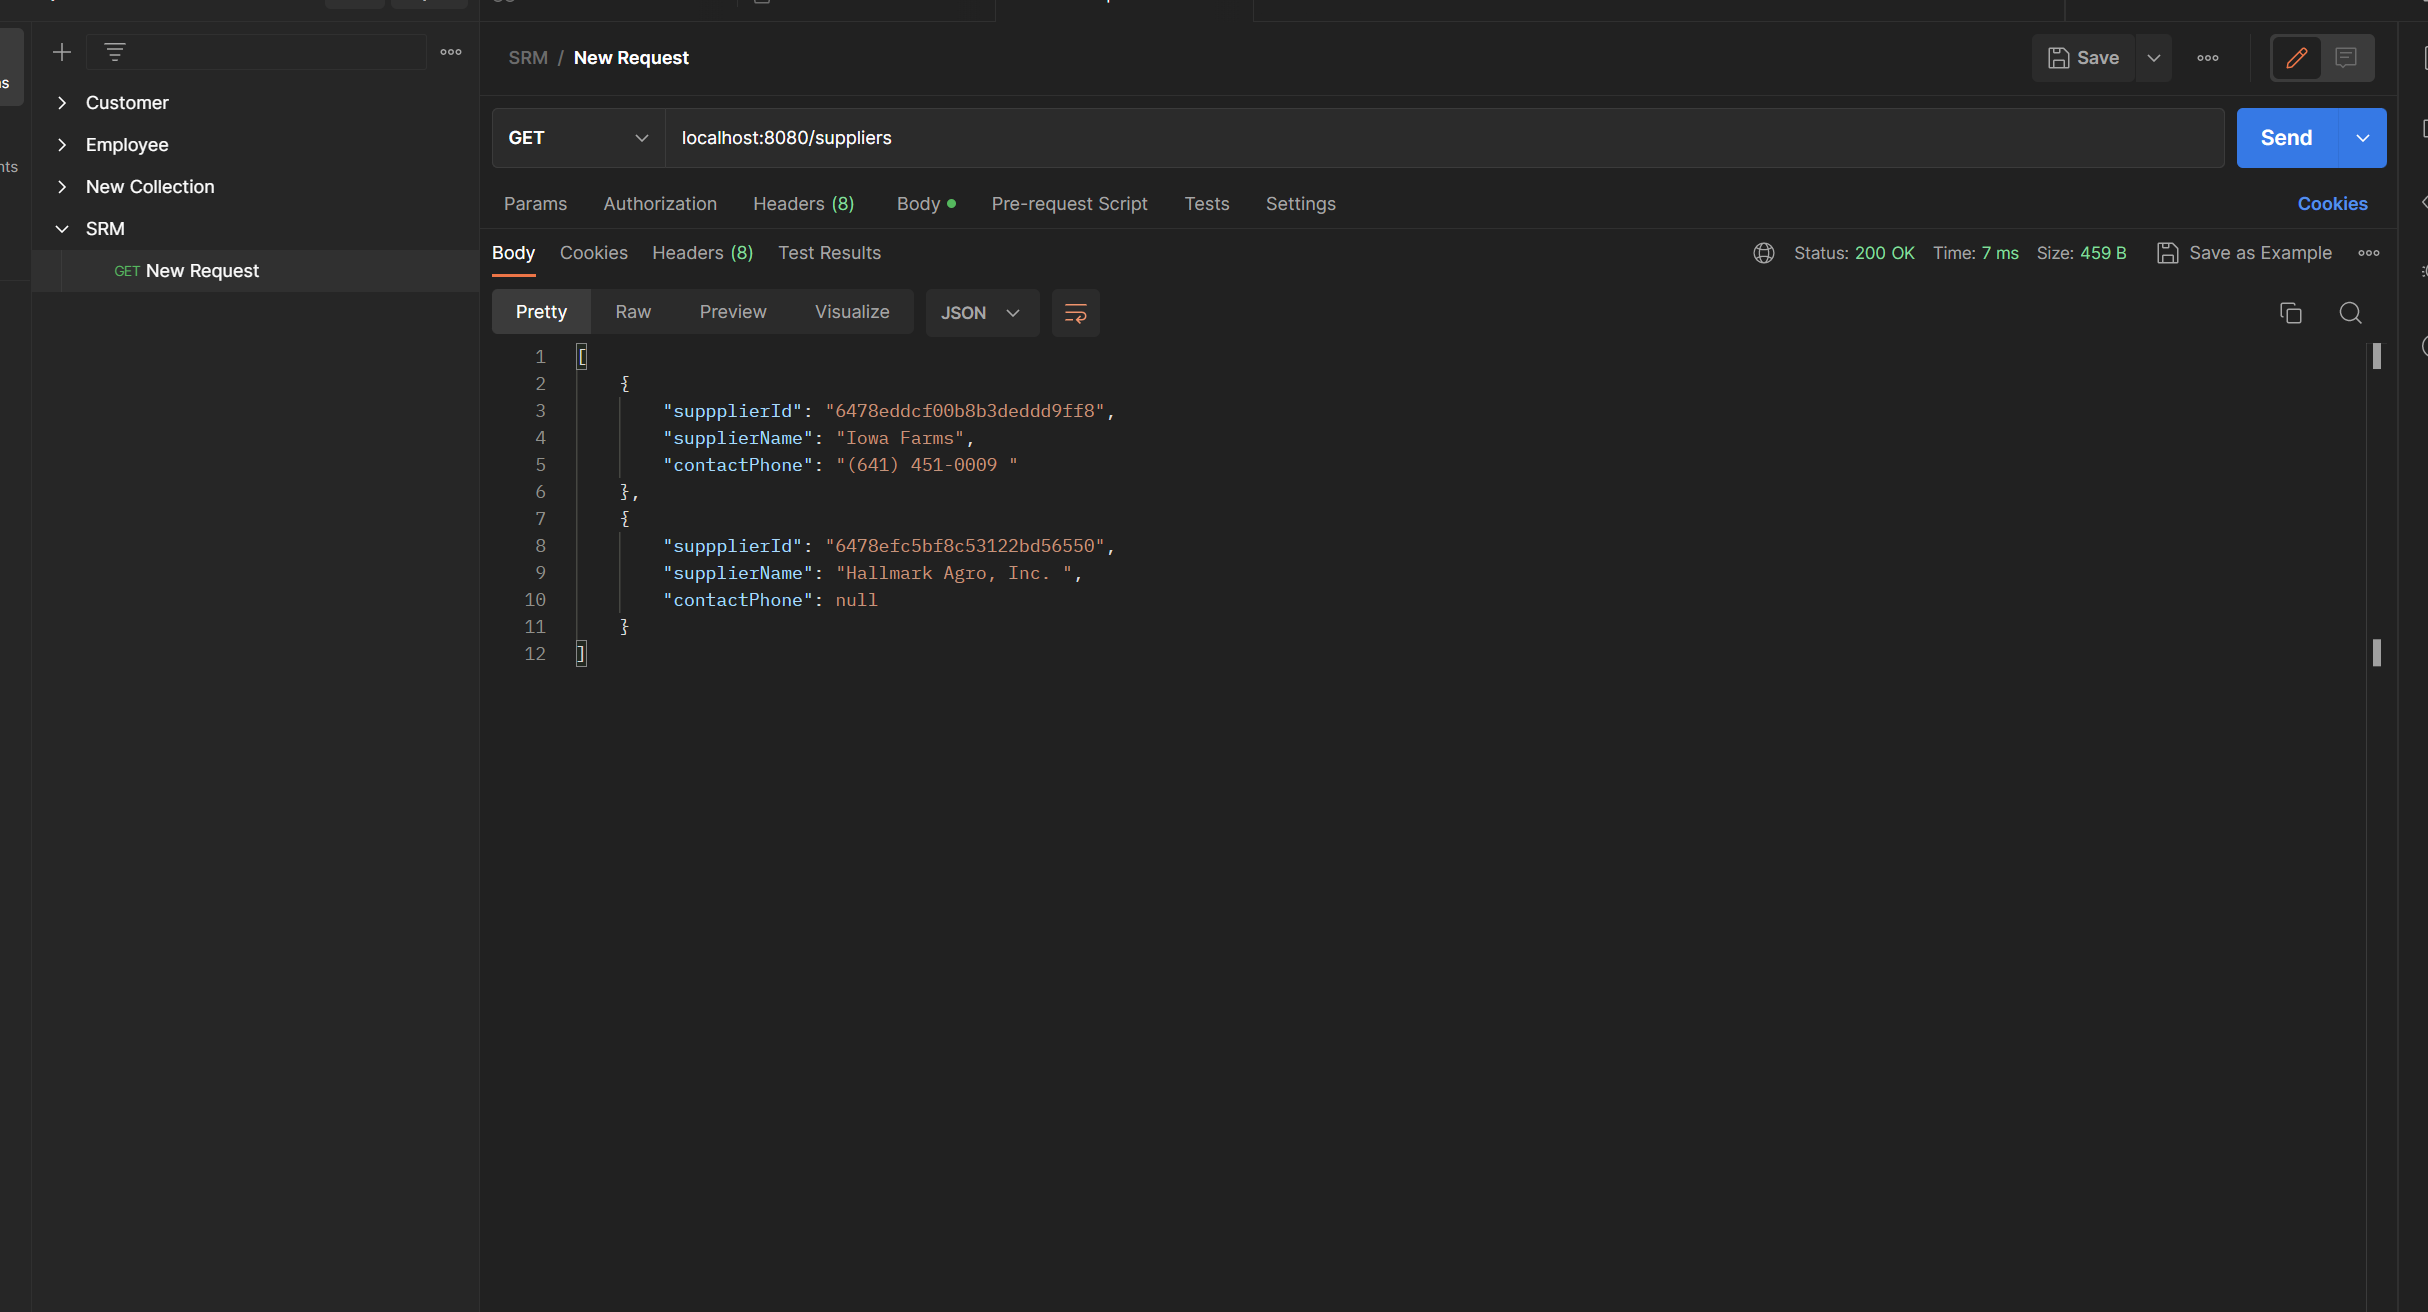 SRM / New Request
Save
Customer
Employee
New Collection
SRM
GET New Request
GET
localhost:8080/suppliers
Send
Params
Authorization
Headers (8)
Body
Pre-request Script
Tests
Settings
Cookies
Body
Cookies
Headers (8)
Test Results
Status: 200 OK
Time: 7 ms
Size: 459 B
Save as Example
Pretty
Raw
Preview
Visualize
JSON
1 [
2 {
3 "suppplierId": "6478eddcf00b8b3deddd9ff8",
4 "supplierName": "Iowa Farms",
5 "contactPhone": "(641) 451-0009 "
6 },
7 {
8 "suppplierId": "6478efc5bf8c53122bd56550",
9 "supplierName": "Hallmark Agro, Inc. ",
10 "contactPhone": null
11 }
12 ]